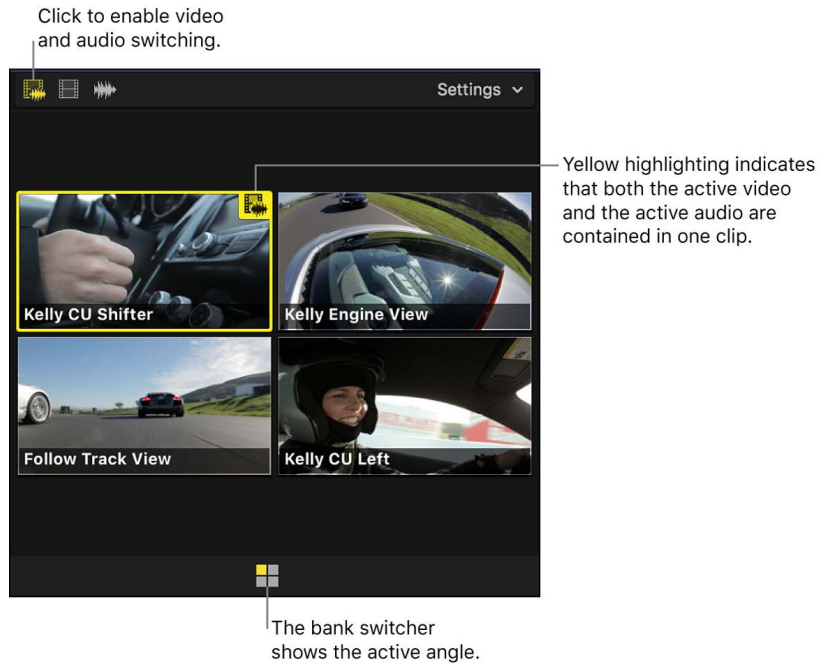 Click to enable video
and audio switching.
Settings
Yellow highlighting indicates
that both the active video
and the active audio are
contained in one clip.
Kelly CU Shifter
Kelly Engine View
Follow Track View
Kelly CU Left
The bank switcher
shows the active angle.